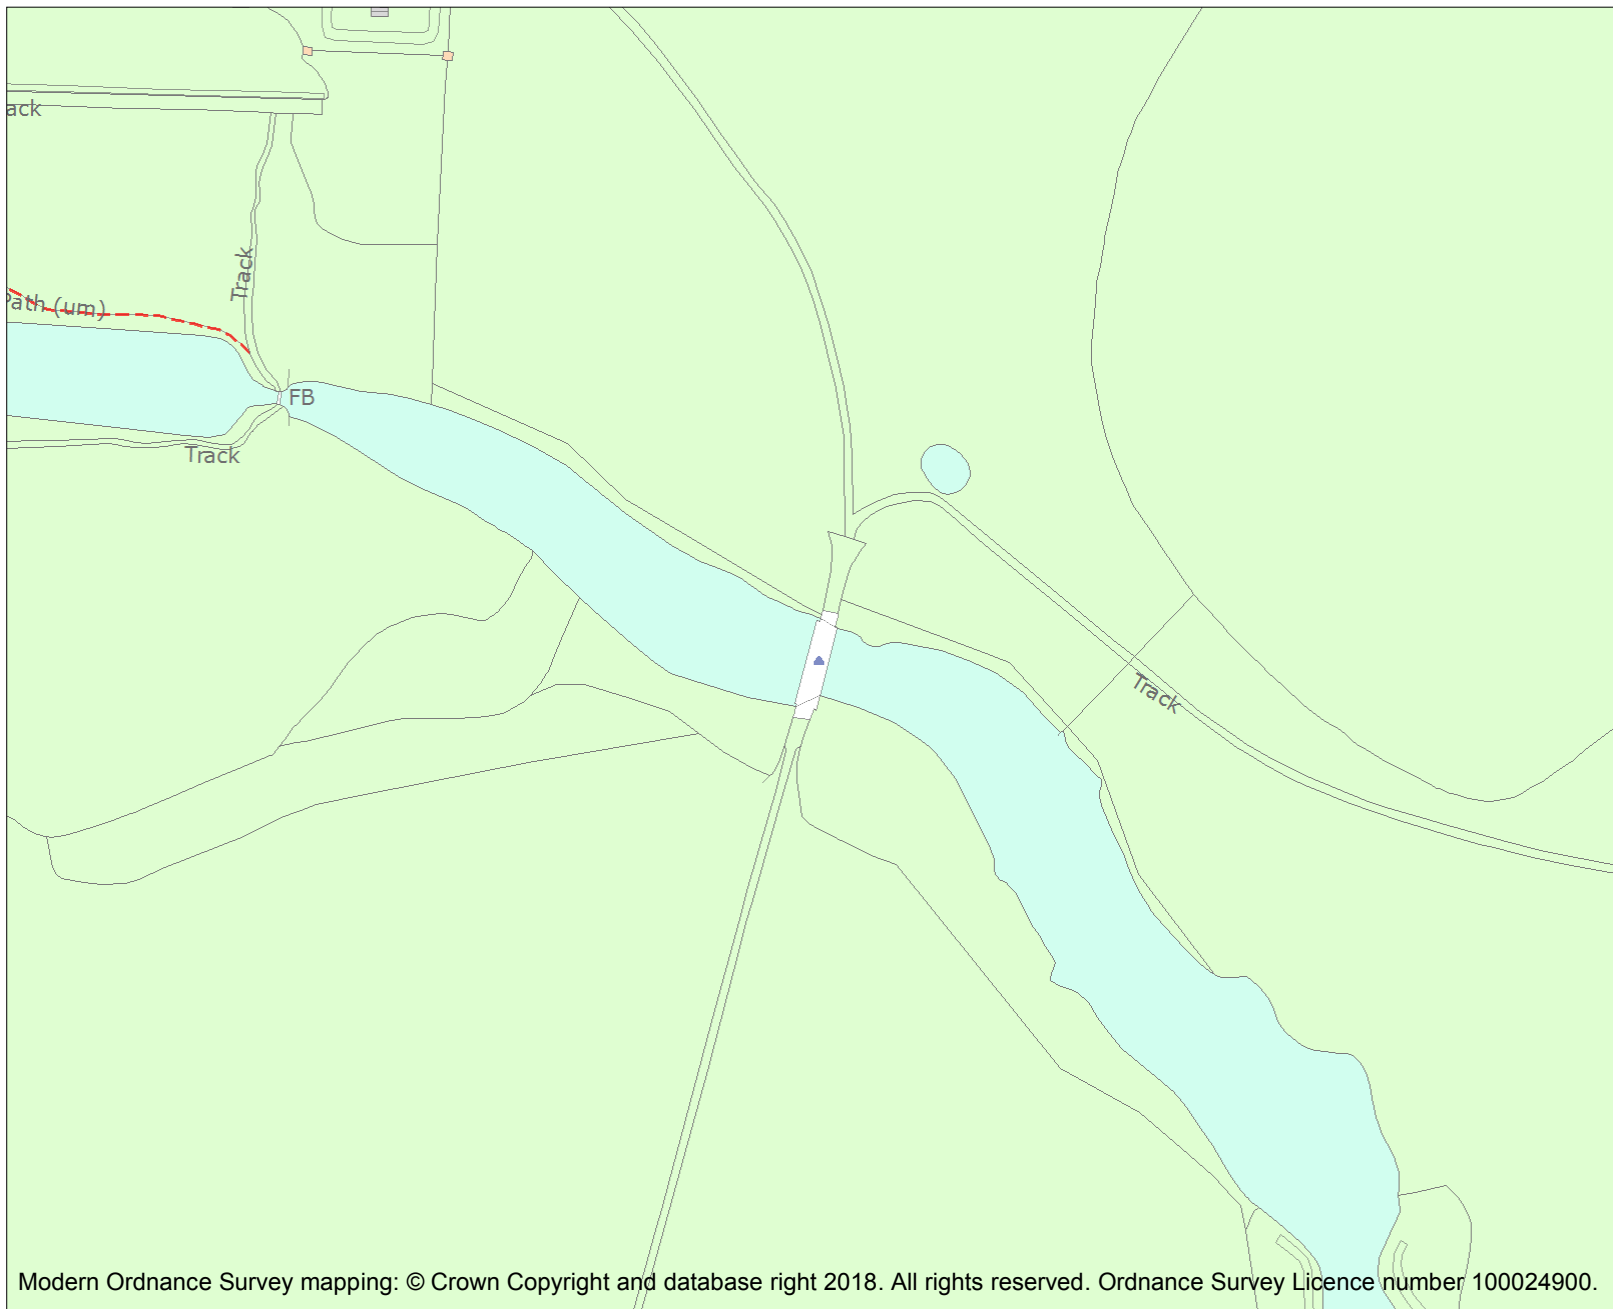 ack
Track
Path (um)
FB
Track
Track
Modern Ordnance Survey mapping: © Crown Copyright and database right 2018. All rights reserved. Ordnance Survey Licence number 100024900.